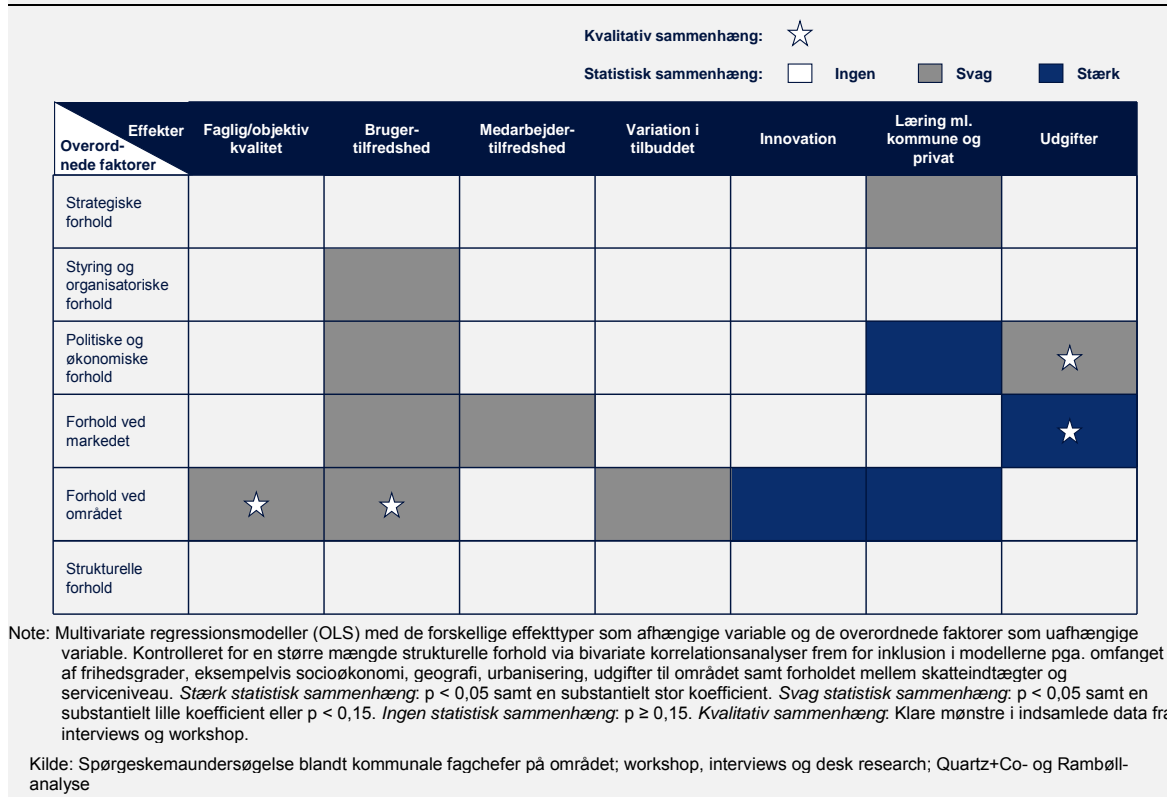 Kvalitativ sammenhæng:
Statistisk sammenhæng: Ingen Svag Stærk
Effekter
Overord-
nede faktorer
Faglig/objektiv
kvalitet
Bruger-
tilfredshed
Medarbejder-
tilfredshed
Variation i
tilbuddet
Innovation
Læring ml.
kommune og
privat
Udgifter
Strategiske
forhold
Styring og
organisatoriske
forhold
Politiske og
økonomiske
forhold
Forhold ved
markedet
Forhold ved
området
Strukturelle
forhold
Note: Multivariate regressionsmodeller (OLS) med de forskellige effekttyper som afhængige variable og de overordnede faktorer som uafhængige
variable. Kontrolleret for en større mængde strukturelle forhold via bivariate korrelationsanalyser frem for inklusion i modellerne pga. omfanget
af frihedsgrader, eksempelvis socioøkonomi, geografi, urbanisering, udgifter til området samt forholdet mellem skatteindtægter og
serviceniveau. Stærk statistisk sammenhæng: p < 0,05 samt en substantielt stor koefficient. Svag statistisk sammenhæng: p < 0,05 samt en
substantielt lille koefficient eller p < 0,15. Ingen statistisk sammenhæng: p ≥ 0,15. Kvalitativ sammenhæng: Klare mønstre i indsamlede data fra
interviews og workshop.
Kilde: Spørgeskemaundersøgelse blandt kommunale fagchefer på området; workshop, interviews og desk research; Quartz+Co- og Rambøll-
analyse